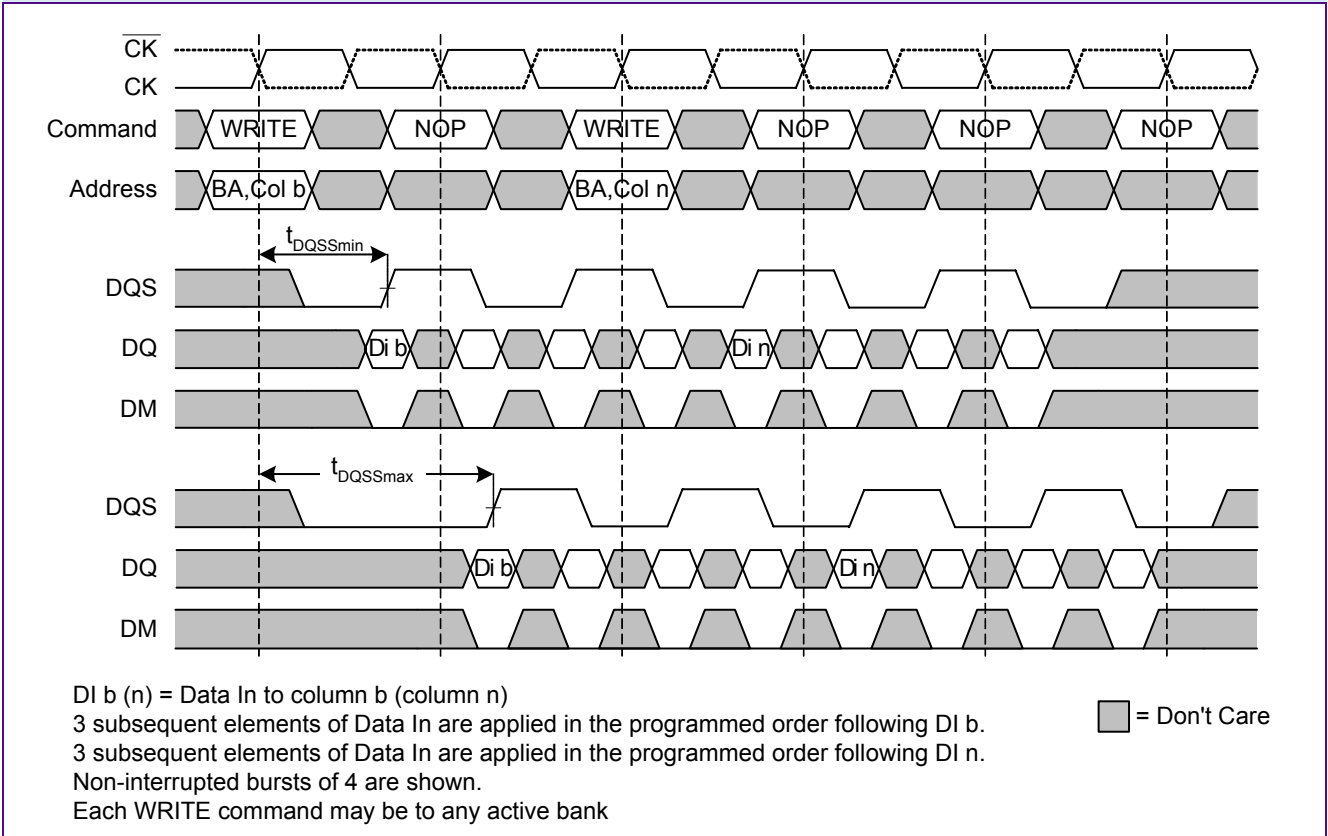 CK
CK
Command WRITE NOP WRITE NOP NOP NOP
Address BA,Col b BA,Col n
tDQSSmin
DQS
DQ Di b Di n
DM
tDQSSmax
DQS
DQ Di b Di n
DM
DI b (n) = Data In to column b (column n)
3 subsequent elements of Data In are applied in the programmed order following DI b.
= Don't Care
3 subsequent elements of Data In are applied in the programmed order following DI n.
Non-interrupted bursts of 4 are shown.
Each WRITE command may be to any active bank